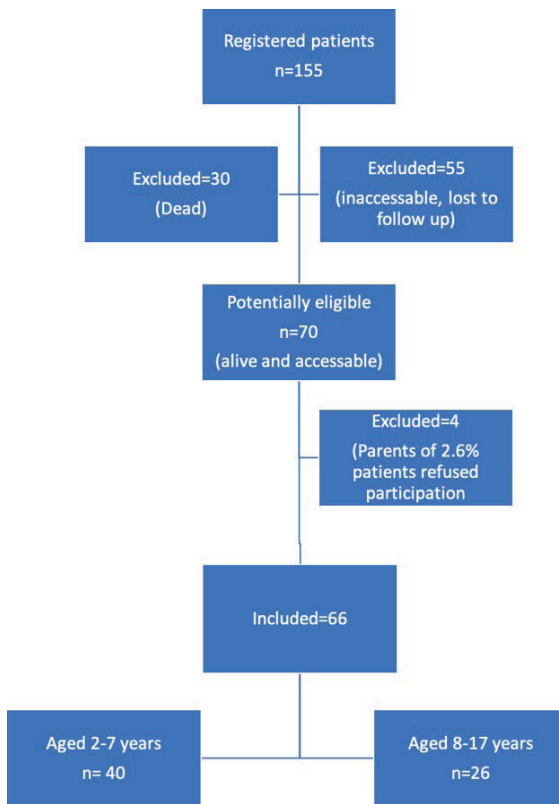 Registered patients
n=155
Excluded=30
(Dead)
Excluded=55
(inaccessable, lost to
follow up)
Potentially eligible
n=70
(alive and accessable)
Excluded=4
(Parents of 2.6%
patients refused
participation
Included=66
Aged 2-7 years
n= 40
Aged 8-17 years
n=26